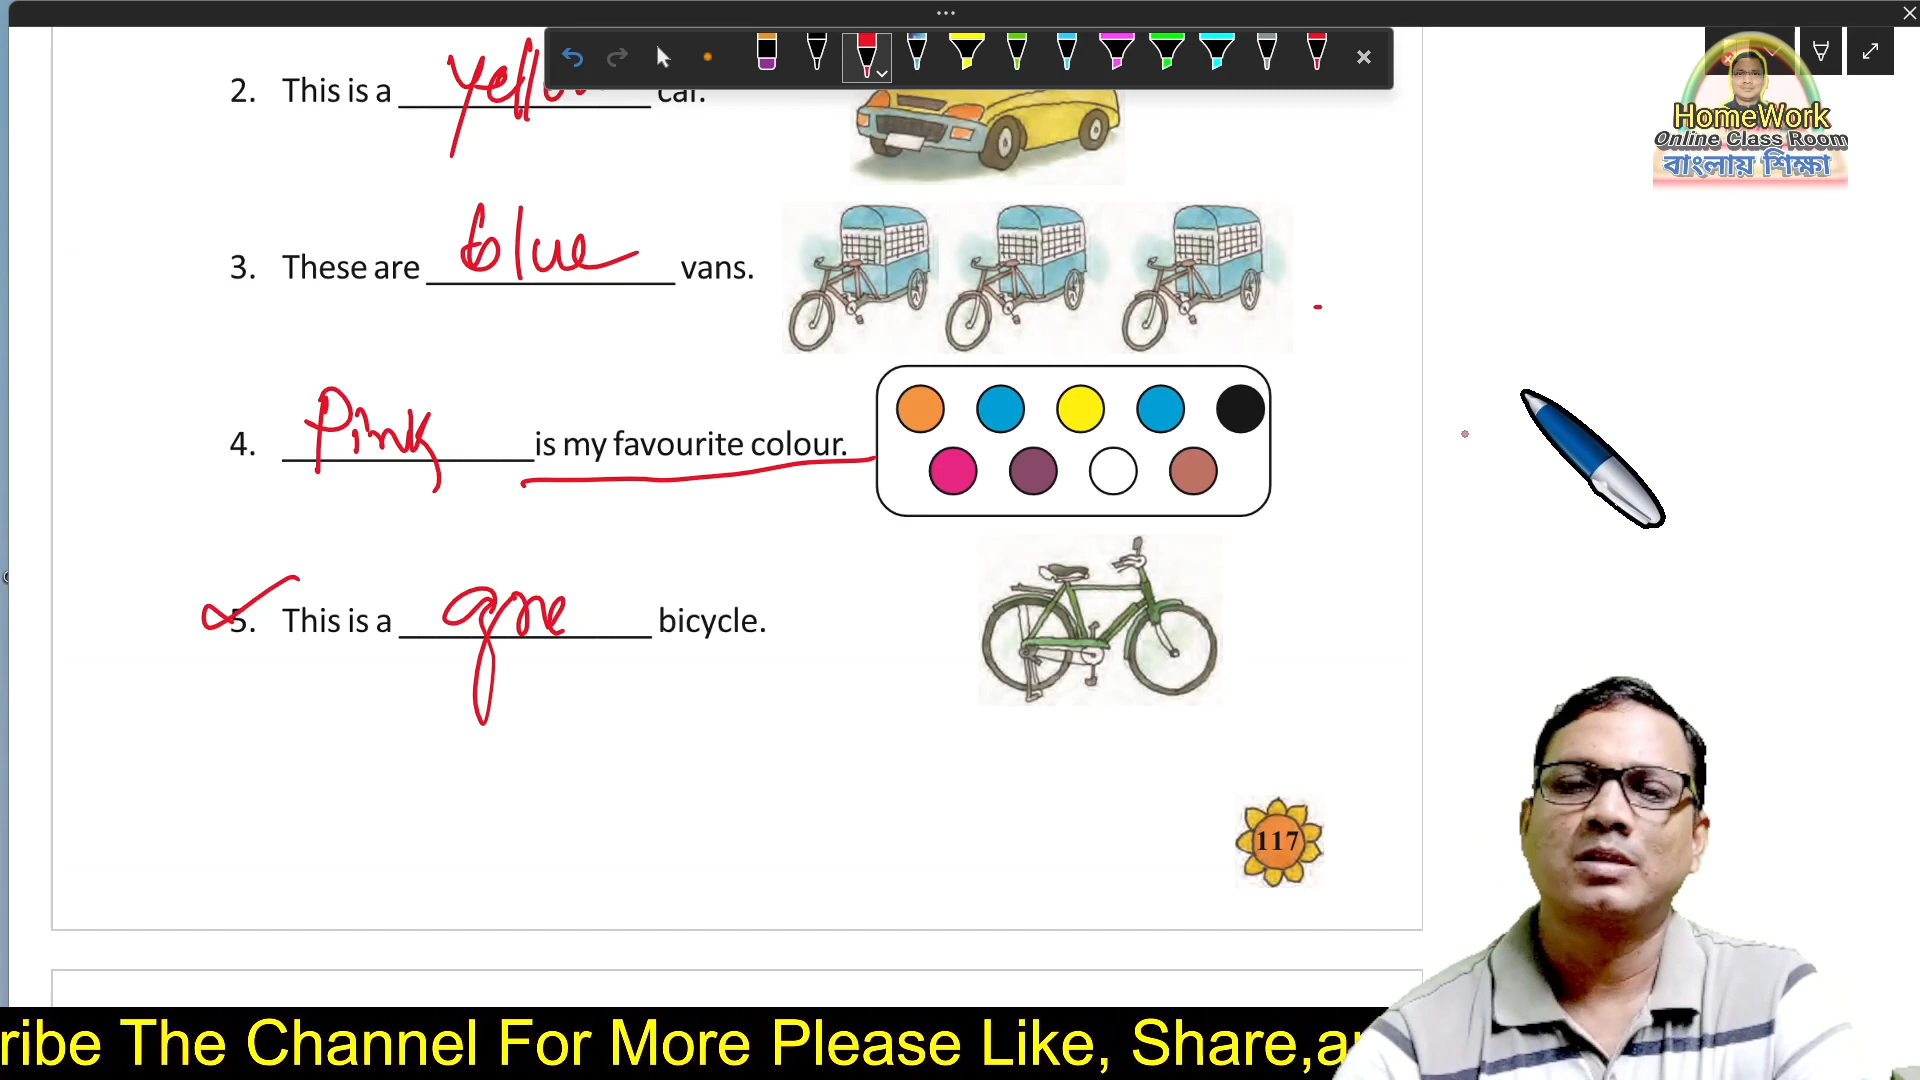 HomeWork
Online Class Room
বাংলায় শিক্ষা
2. This is a yello car.
3. These are blue vans.
4. Pink is my favourite colour.
5. This is a gre bicycle.
117
ribe The Channel For More Please Like, Share,a